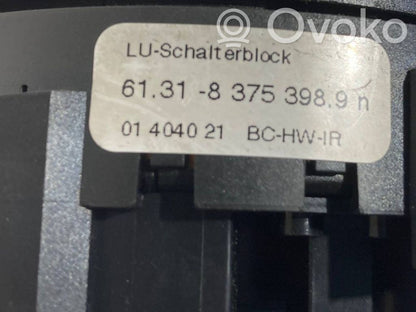 Ovoko
LU-Schalterblock
61.31 -8 375 398.9 n
01 4040 21 BC-HW-IR